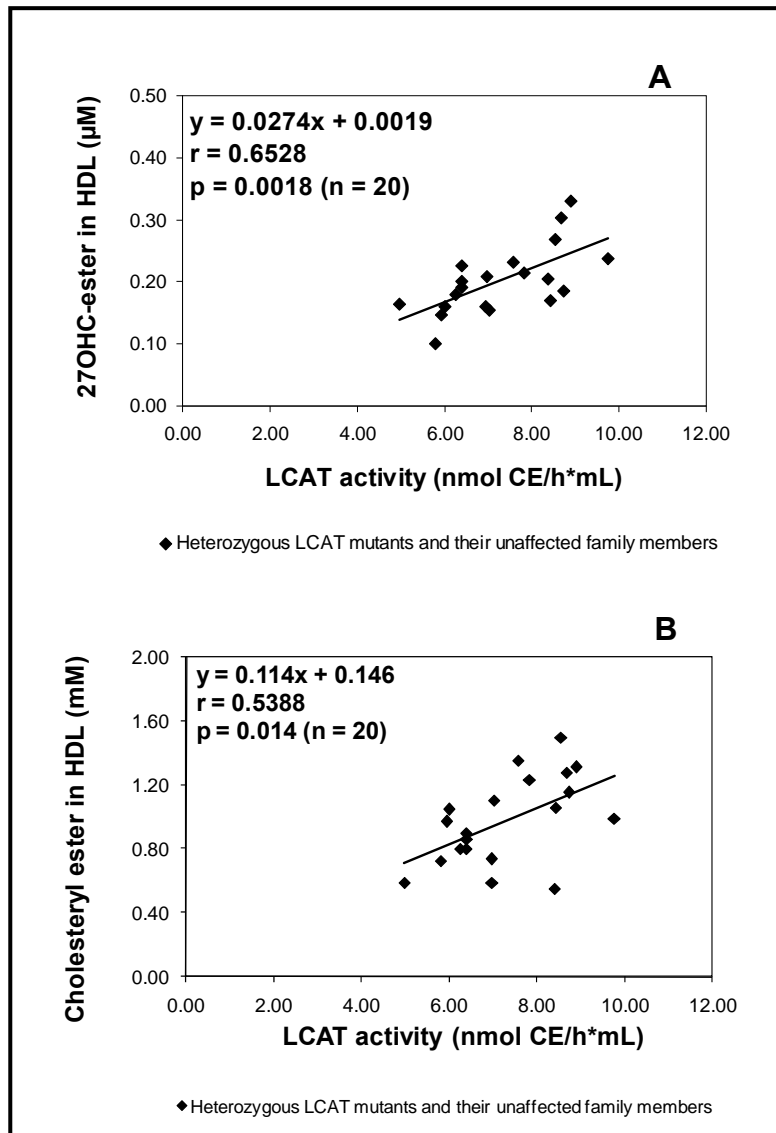 A
0.50
0.40
0.30
0.20
0.10
0.00
27OHC-ester in HDL (µM)
y = 0.0274x + 0.0019
r = 0.6528
p = 0.0018 (n = 20)
0.00 2.00 4.00 6.00 8.00 10.00 12.00
LCAT activity (nmol CE/h*mL)
Heterozygous LCAT mutants and their unaffected family members
B
2.00
1.60
1.20
0.80
0.40
0.00
Cholesteryl ester in HDL (mM)
y = 0.114x + 0.146
r = 0.5388
p = 0.014 (n = 20)
0.00 2.00 4.00 6.00 8.00 10.00 12.00
LCAT activity (nmol CE/h*mL)
Heterozygous LCAT mutants and their unaffected family members